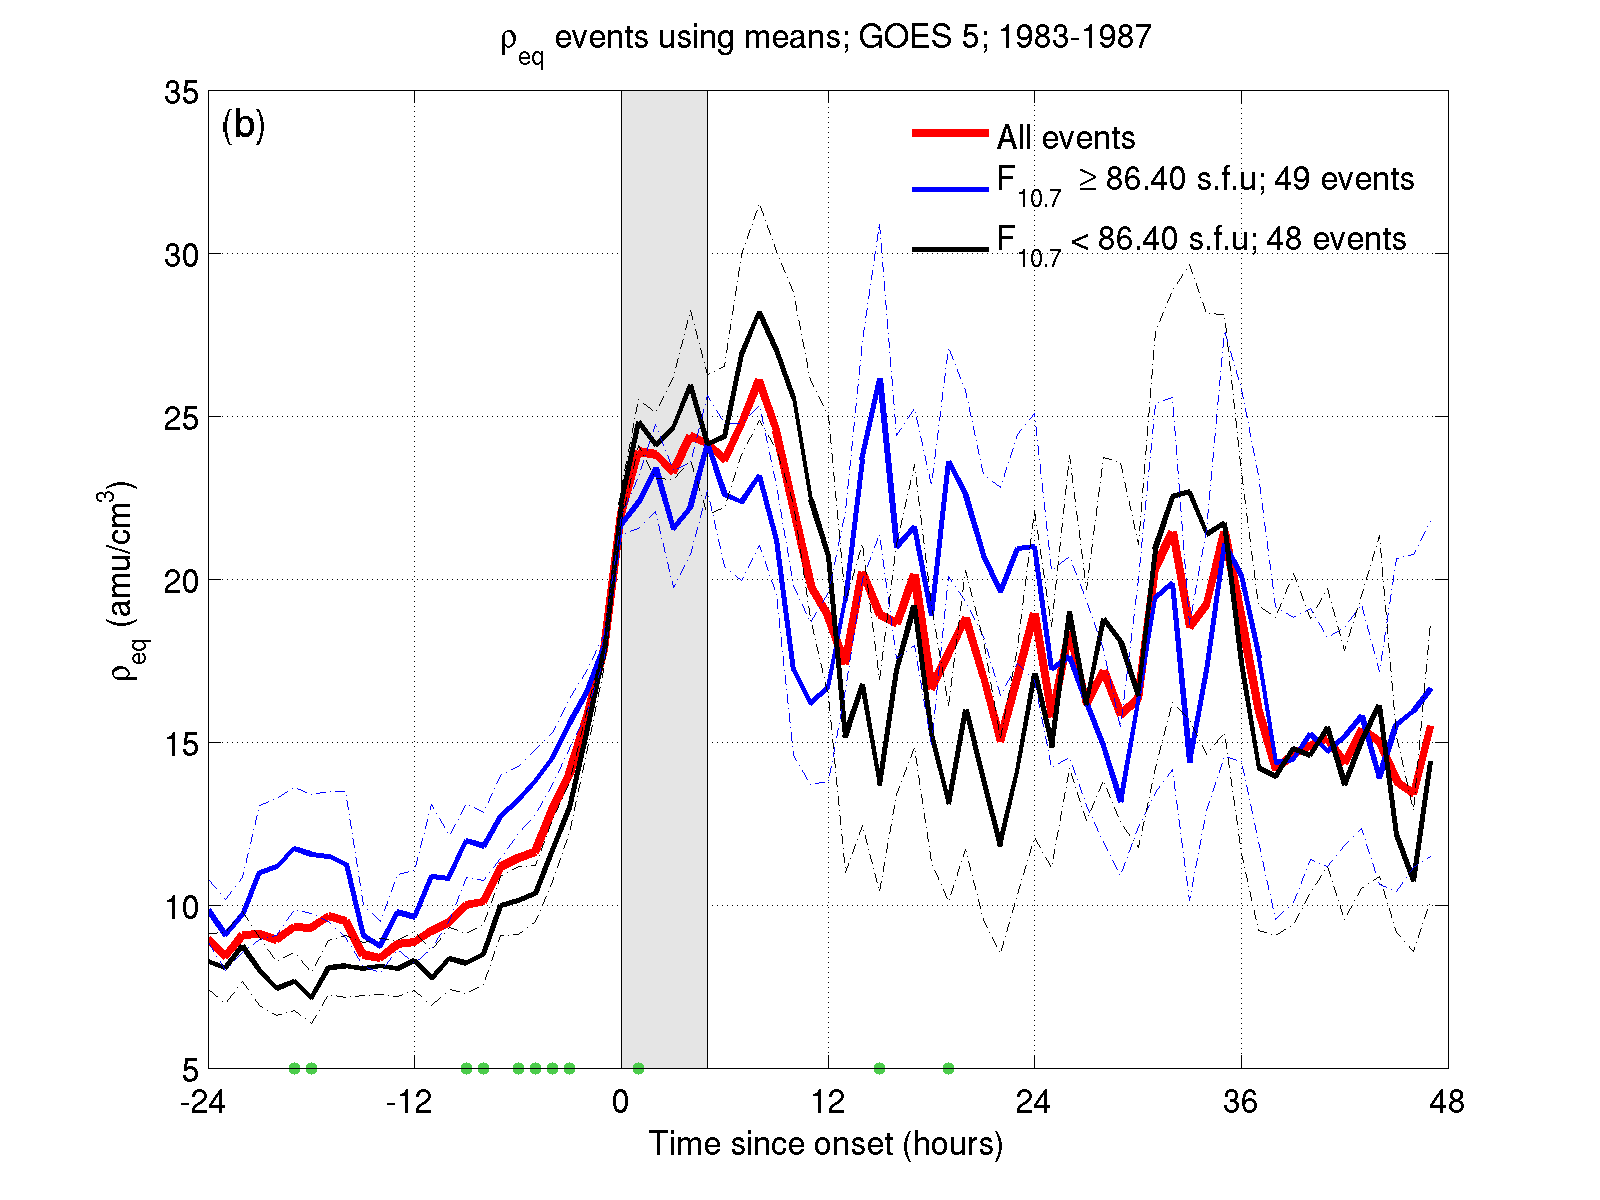 ρeq events using means; GOES 5; 1983-1987
(b)
All events
F10.7 ≥ 86.40 s.f.u; 49 events
F10.7 < 86.40 s.f.u; 48 events
35
30
25
20
15
10
5
ρeq (amu/cm3)
-24 -12 0 12 24 36 48
Time since onset (hours)